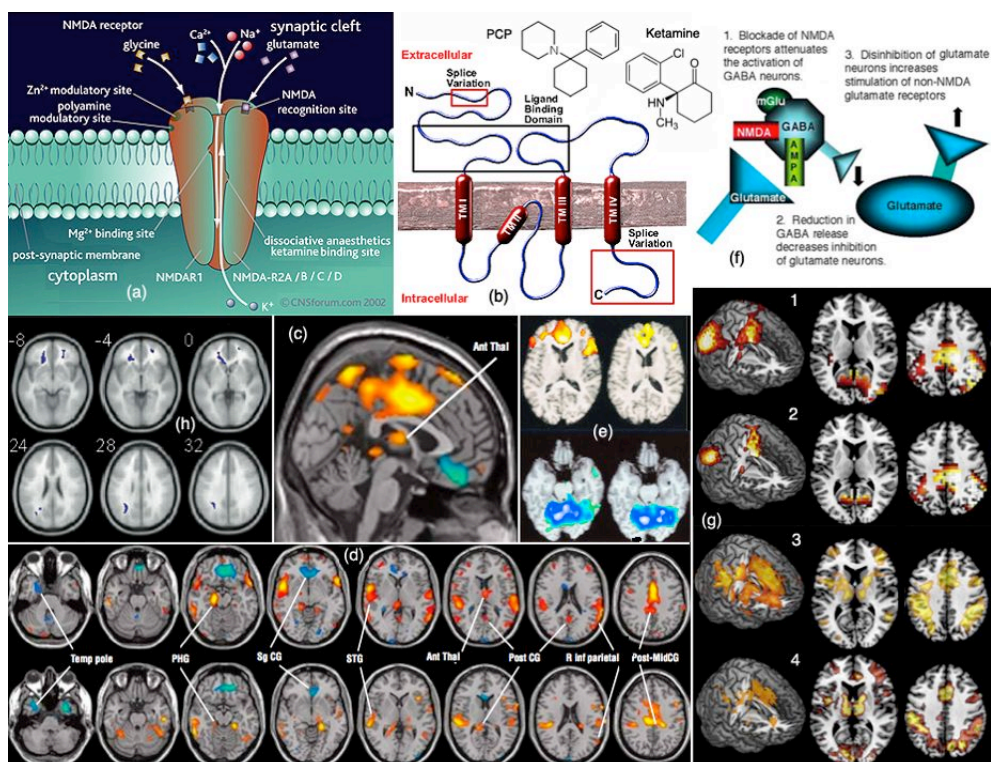 NMDA receptor
glycine
Ca2+
Na+
synaptic cleft
glutamate
Zn2+ modulatory site
polyamine
modulatory site
NMDA
recognition site
Mg2+ binding site
post-synaptic membrane
cytoplasm
dissociative anaesthetics
ketamine binding site
NMDAR1
NMDA-R2A / B / C / D
(a)
K+
©CNSforum.com 2002
PCP
N
Ketamine
Cl
O
HN
CH3
Extracellular
Splice
Variation
N
Ligand
Binding
Domain
TM I
TM II
TM III
TM IV
Splice
Variation
C
(b)
Intracellular
1. Blockade of NMDA
receptors attenuates
the activation of
GABA neurons.
(f)
3. Disinhibition of glutamate
neurons increases
stimulation of non-NMDA
glutamate receptors
mGlu
NMDA
GABA
AMPA
Glutamate
Glutamate
2. Reduction in
GABA release
decreases inhibition
of glutamate neurons.
(f)
-8
-4
0
(h)
24
28
32
(c)
Ant Thal
(e)
1
2
(g)
3
4
(d)
Temp pole
PHG
Sg CG
STG
Ant Thal
Post CG
R inf parietal
Post-MidCG